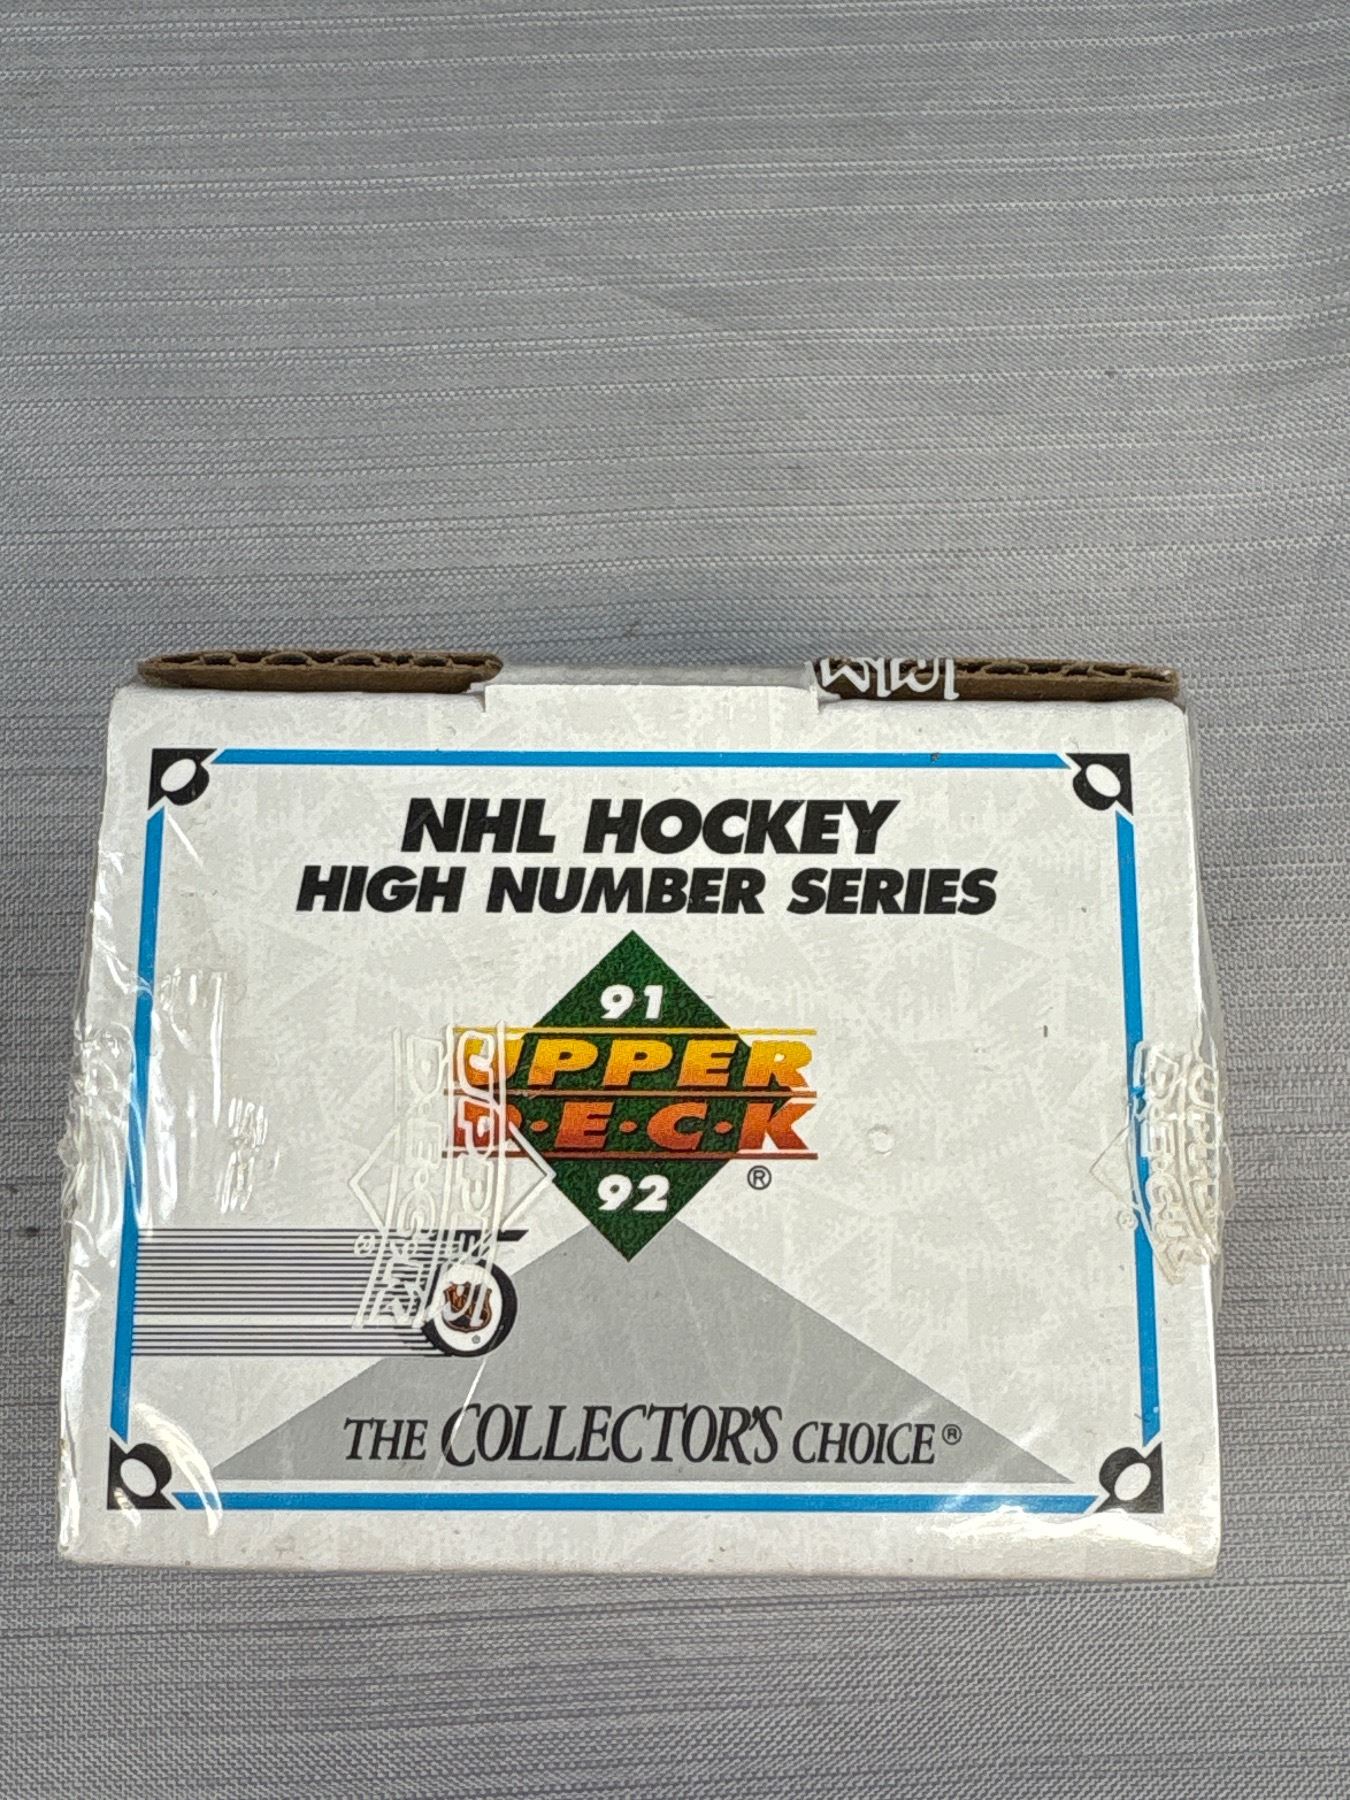 NHL HOCKEY
HIGH NUMBER SERIES
91
UPPER
D·E·C·K
92 ®
THE COLLECTOR'S CHOICE®